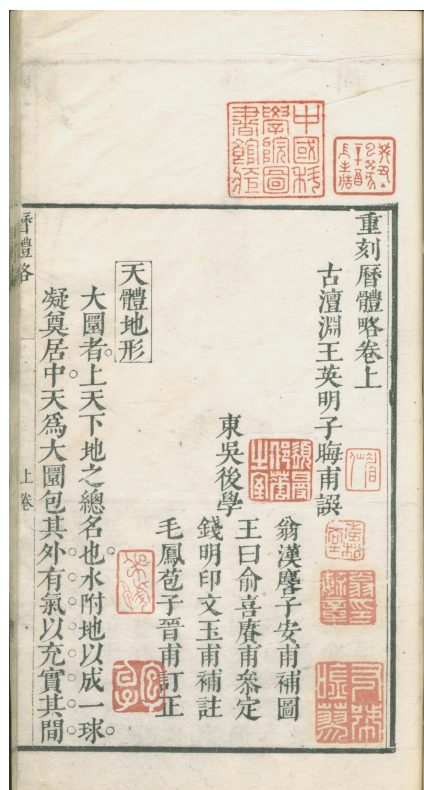 重刻曆體略卷上
古澶淵王英明子晦甫譔
東吳後學
翁漢麐子安甫補圖
王曰俞喜賡甫叅定
錢明印文玉甫補註
毛鳳苞子晉甫訂正
天體地形
大圜者上天下地之總名也水附地以成一球
凝奠居中天爲大圜包其外有氣以充實其間
曆體略
上卷
中國科
學院圖
書館藏